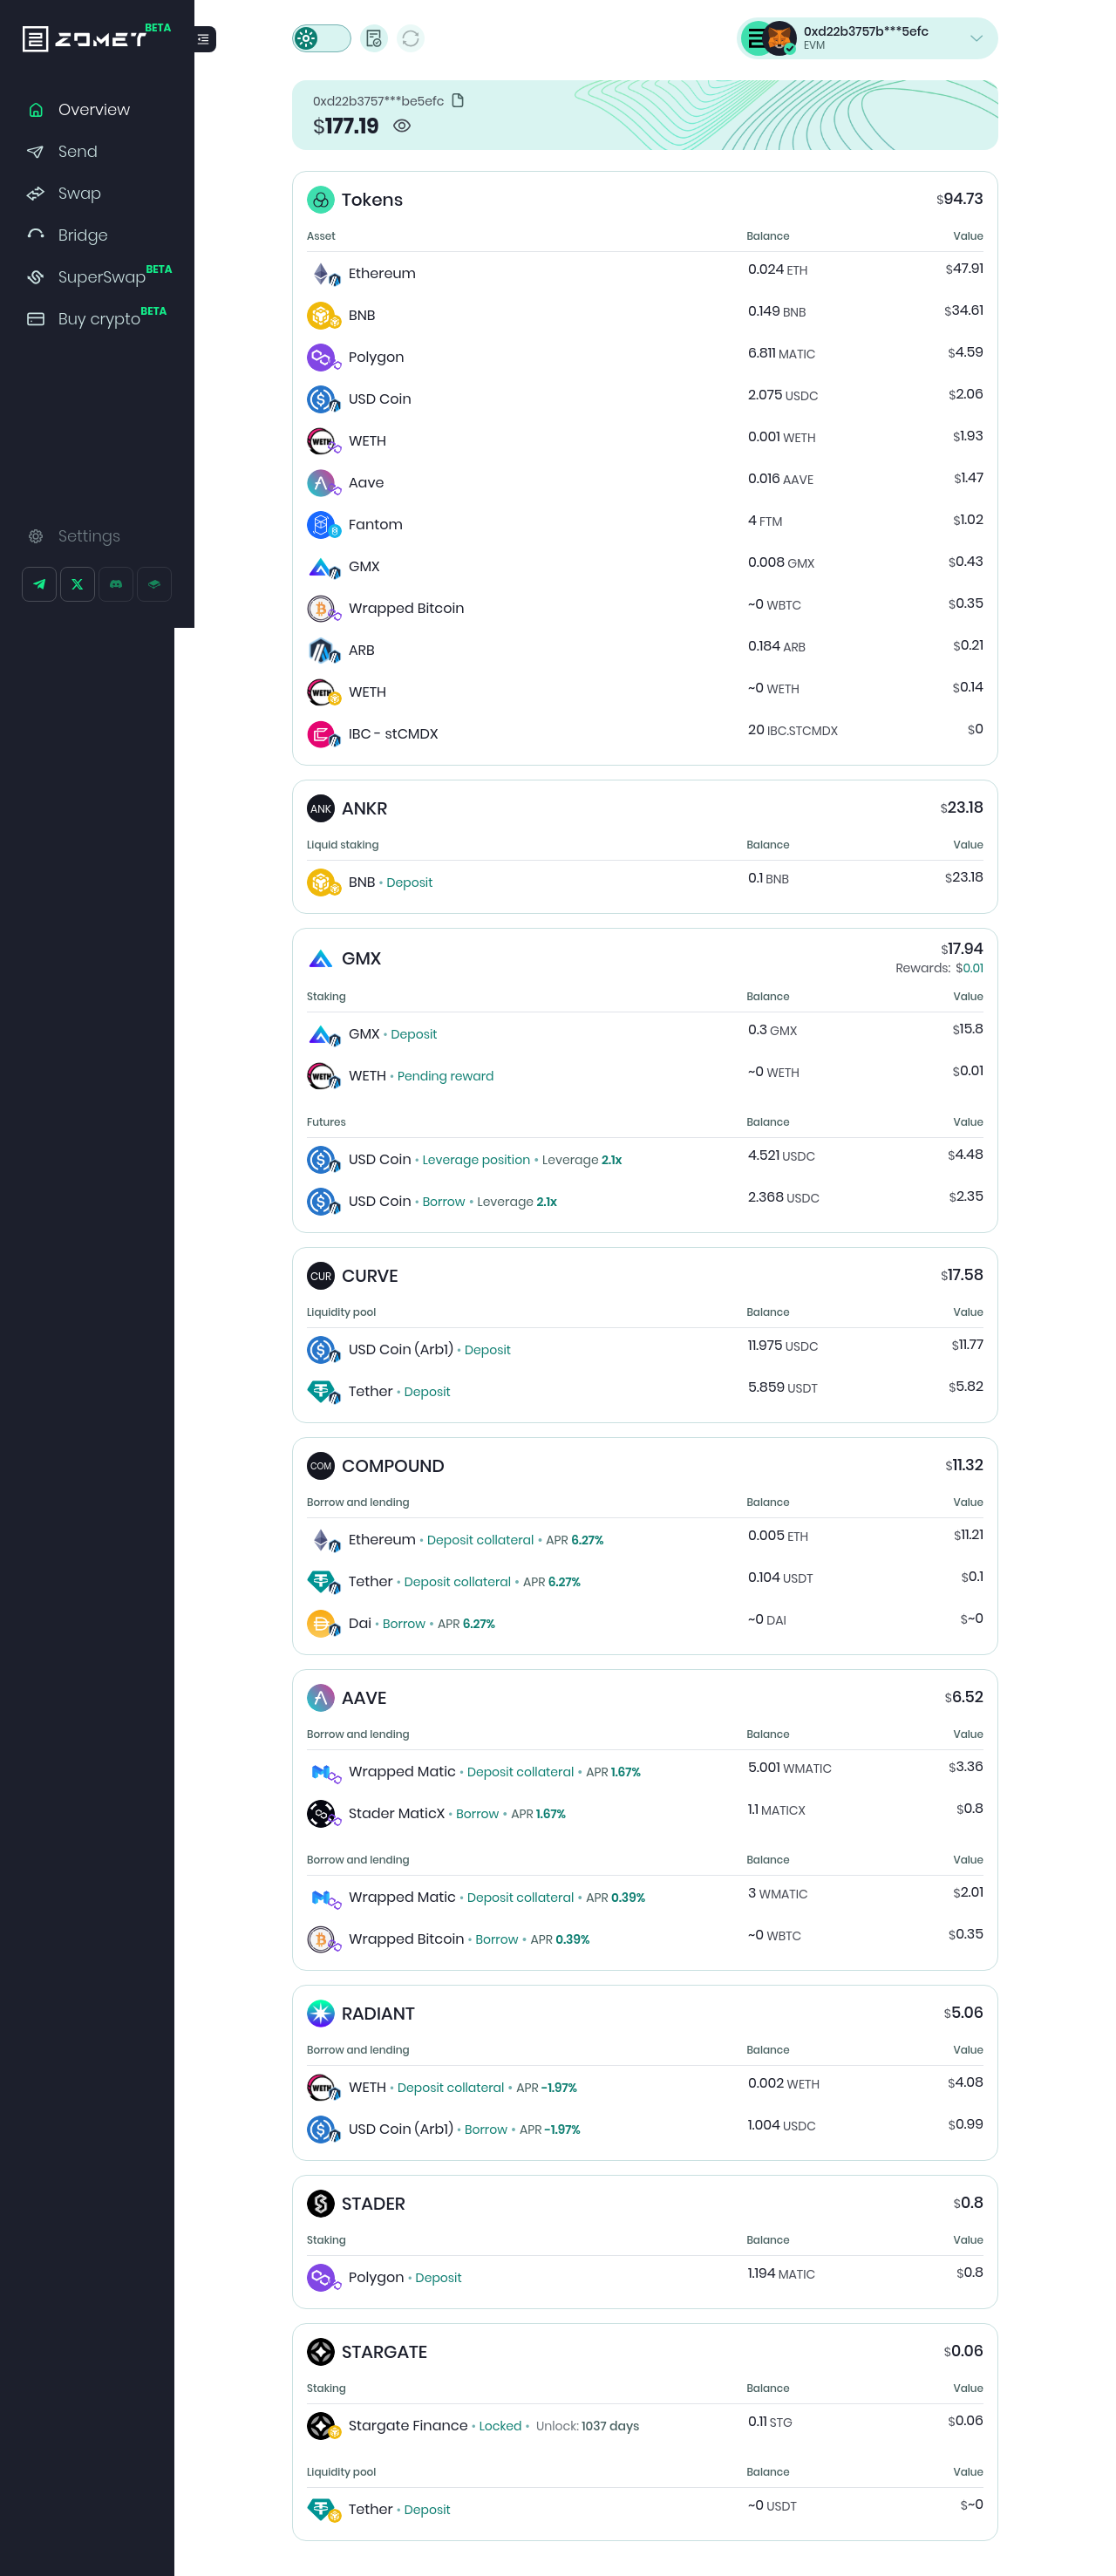 ZOMET BETA
Overview
Send
Swap
Bridge
SuperSwap BETA
Buy crypto BETA
Settings
0xd22b3757b***5efc
EVM
0xd22b3757***be5efc
$177.19
Tokens $94.73
Asset Balance Value
Ethereum 0.024 ETH $47.91
BNB 0.149 BNB $34.61
Polygon 6.811 MATIC $4.59
USD Coin 2.075 USDC $2.06
WETH WETH 0.001 WETH $1.93
Aave 0.016 AAVE $1.47
Fantom 4 FTM $1.02
GMX 0.008 GMX $0.43
Wrapped Bitcoin ~0 WBTC $0.35
ARB 0.184 ARB $0.21
WETH WETH ~0 WETH $0.14
IBC - stCMDX 20 IBC.STCMDX $0
ANK ANKR $23.18
Liquid staking Balance Value
BNB • Deposit 0.1 BNB $23.18
GMX $17.94
Rewards: $0.01
Staking Balance Value
GMX • Deposit 0.3 GMX $15.8
WETH WETH • Pending reward ~0 WETH $0.01
Futures Balance Value
USD Coin • Leverage position • Leverage 2.1x 4.521 USDC $4.48
USD Coin • Borrow • Leverage 2.1x 2.368 USDC $2.35
CUR CURVE $17.58
Liquidity pool Balance Value
USD Coin (Arb1) • Deposit 11.975 USDC $11.77
Tether • Deposit 5.859 USDT $5.82
COM COMPOUND $11.32
Borrow and lending Balance Value
Ethereum • Deposit collateral • APR 6.27% 0.005 ETH $11.21
Tether • Deposit collateral • APR 6.27% 0.104 USDT $0.1
Dai • Borrow • APR 6.27% ~0 DAI $~0
AAVE $6.52
Borrow and lending Balance Value
Wrapped Matic • Deposit collateral • APR 1.67% 5.001 WMATIC $3.36
Stader MaticX • Borrow • APR 1.67% 1.1 MATICX $0.8
Borrow and lending Balance Value
Wrapped Matic • Deposit collateral • APR 0.39% 3 WMATIC $2.01
Wrapped Bitcoin • Borrow • APR 0.39% ~0 WBTC $0.35
RADIANT $5.06
Borrow and lending Balance Value
WETH WETH • Deposit collateral • APR -1.97% 0.002 WETH $4.08
USD Coin (Arb1) • Borrow • APR -1.97% 1.004 USDC $0.99
STADER $0.8
Staking Balance Value
Polygon • Deposit 1.194 MATIC $0.8
STARGATE $0.06
Staking Balance Value
Stargate Finance • Locked • Unlock: 1037 days 0.11 STG $0.06
Liquidity pool Balance Value
Tether • Deposit ~0 USDT $~0